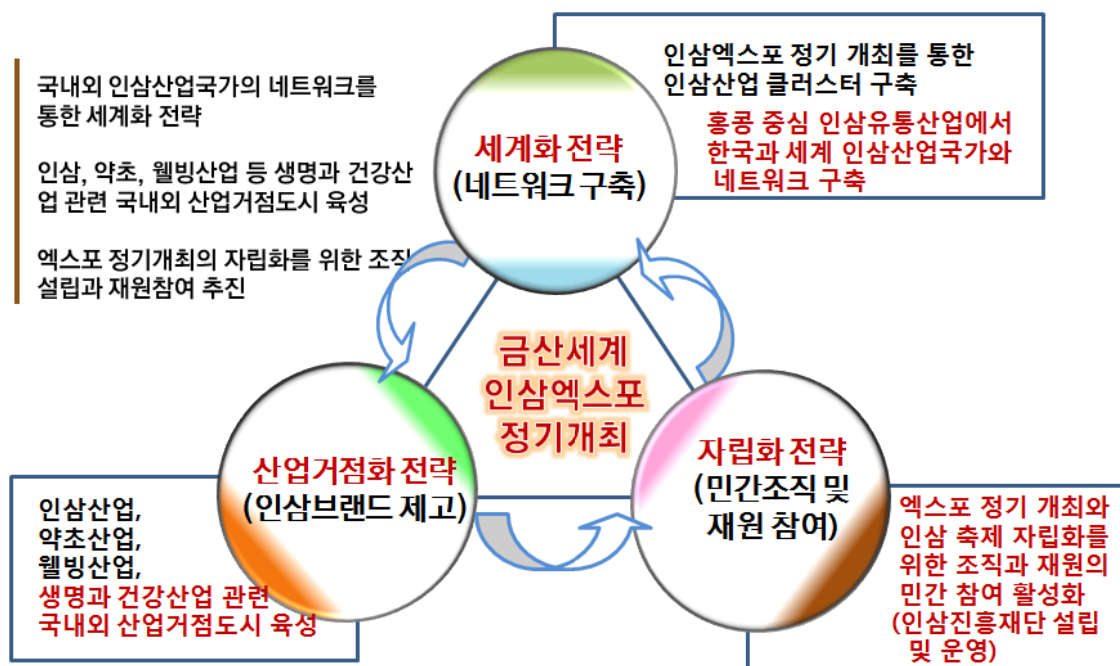 국내외 인삼산업국가의 네트워크를
통한 세계화 전략
인삼, 약초, 웰빙산업 등 생명과 건강산
업 관련 국내외 산업거점도시 육성
엑스포 정기개최의 자립화를 위한 조직
설립과 재원참여 추진
인삼엑스포 정기 개최를 통한
인삼산업 클러스터 구축
홍콩 중심 인삼유통산업에서
한국과 세계 인삼산업국가와
네트워크 구축
세계화 전략
(네트워크 구축)
금산세계
인삼엑스포
정기개최
산업거점화 전략
(인삼브랜드 제고)
자립화 전략
(민간조직 및
재원 참여)
인삼산업,
약초산업,
웰빙산업,
생명과 건강산업 관련
국내외 산업거점도시 육성
엑스포 정기 개최와
인삼 축제 자립화를
위한 조직과 재원의
민간 참여 활성화
(인삼진흥재단 설립
및 운영)